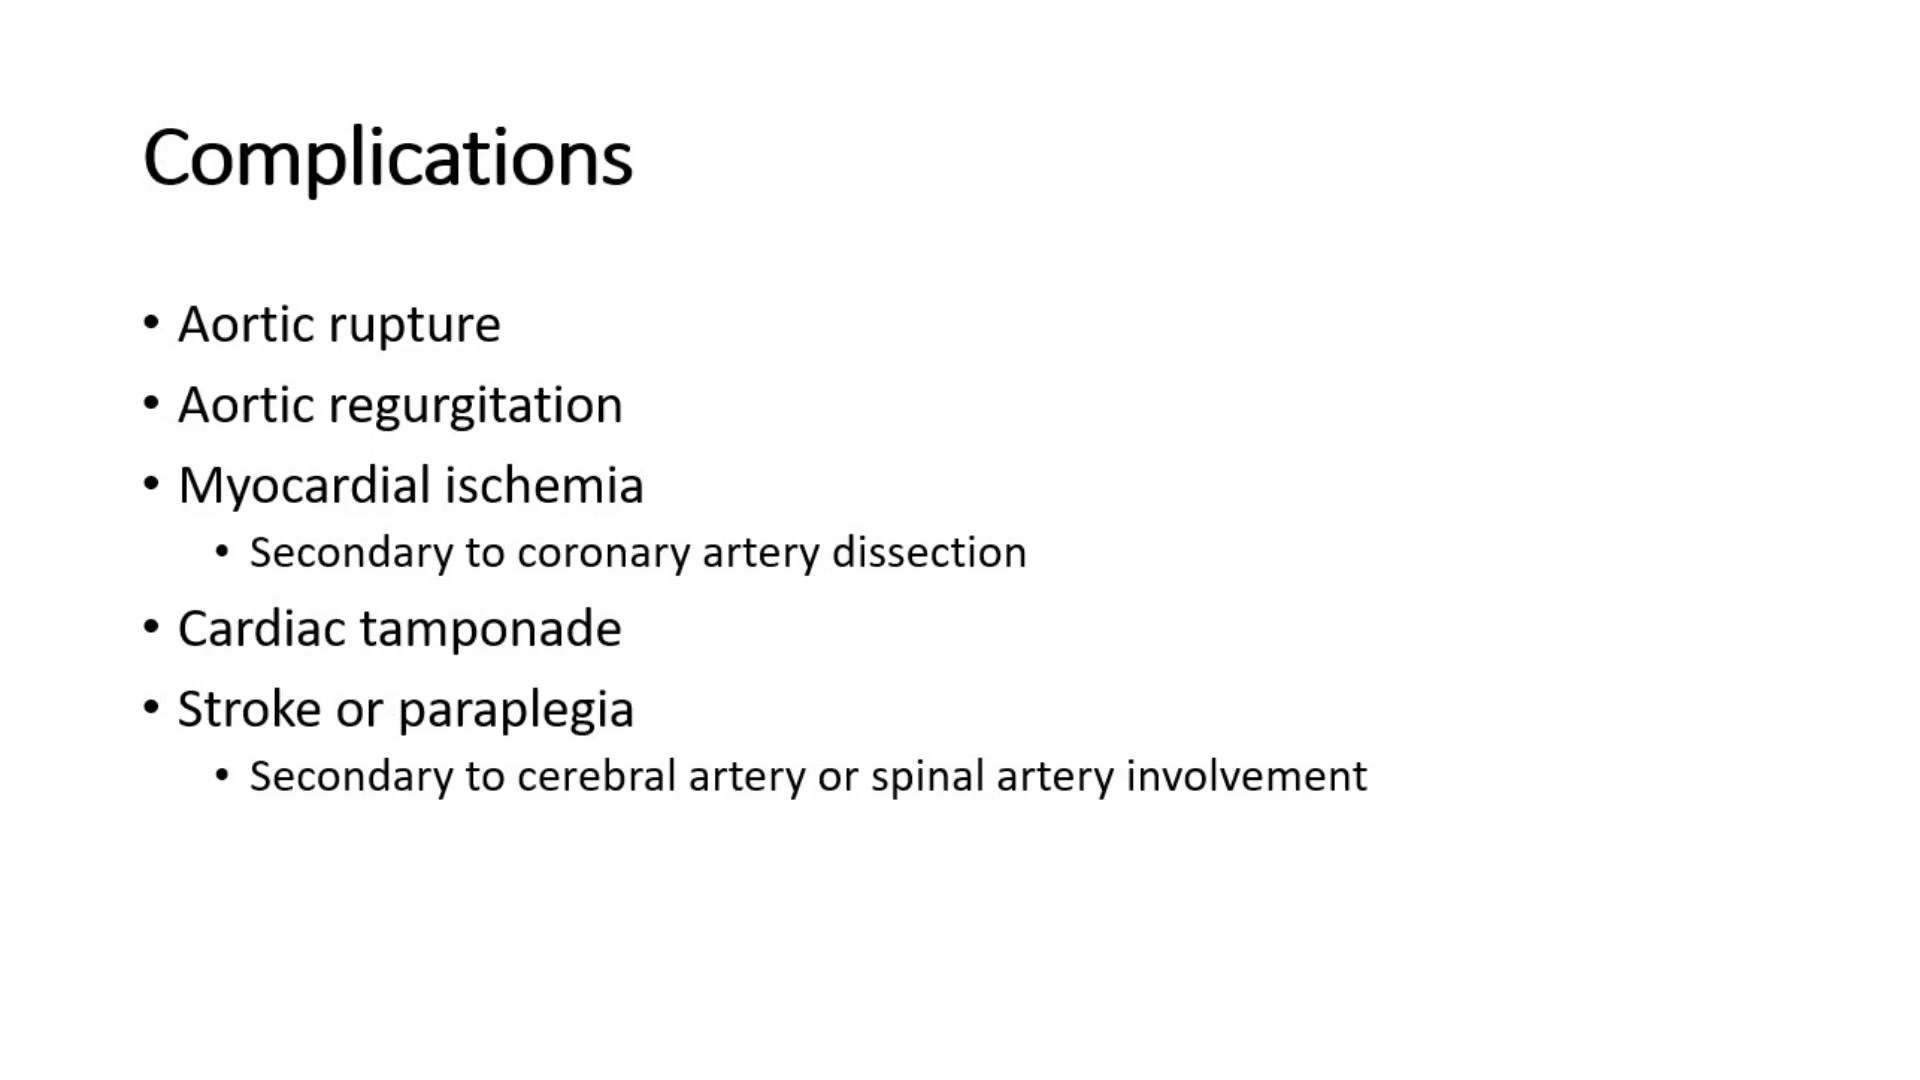 Complications
• Aortic rupture
• Aortic regurgitation
• Myocardial ischemia
• Secondary to coronary artery dissection
• Cardiac tamponade
• Stroke or paraplegia
• Secondary to cerebral artery or spinal artery involvement